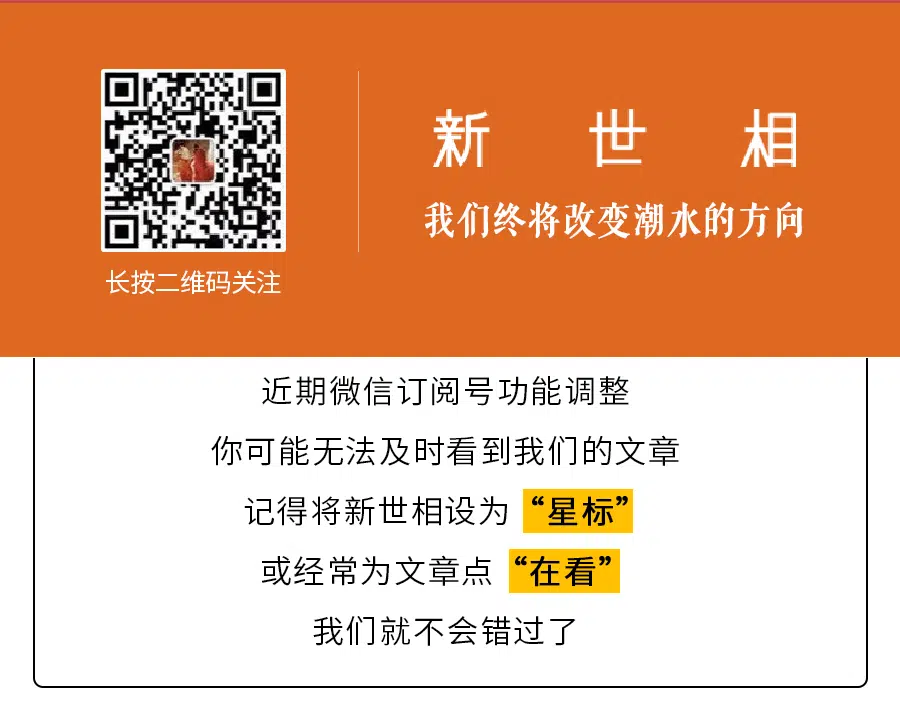 新世相
我们终将改变潮水的方向
长按二维码关注
近期微信订阅号功能调整
你可能无法及时看到我们的文章
记得将新世相设为“星标”
或经常为文章点“在看”
我们就不会错过了